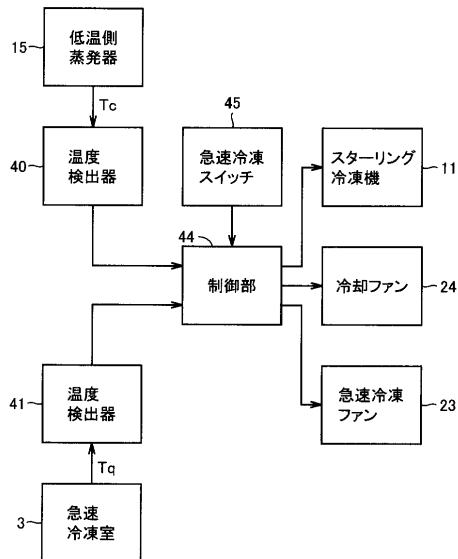 15
低温側
蒸発器
Tc
40
温度
検出器
45
急速冷凍
スイッチ
スターリング
冷凍機
11
44
制御部
冷却ファン
24
41
温度
検出器
急速冷凍
ファン
23
Tq
3
急速
冷凍室